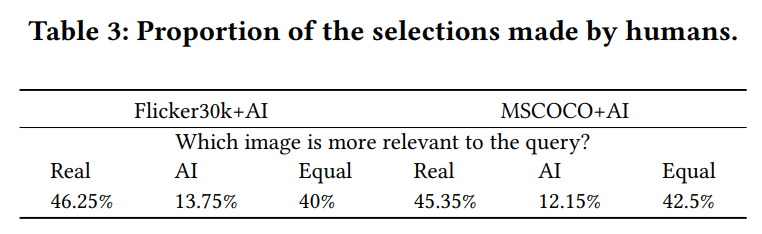 Table 3: Proportion of the selections made by humans.
Flicker30k+AI MSCOCO+AI
Which image is more relevant to the query?
Real AI Equal Real AI Equal
46.25% 13.75% 40% 45.35% 12.15% 42.5%